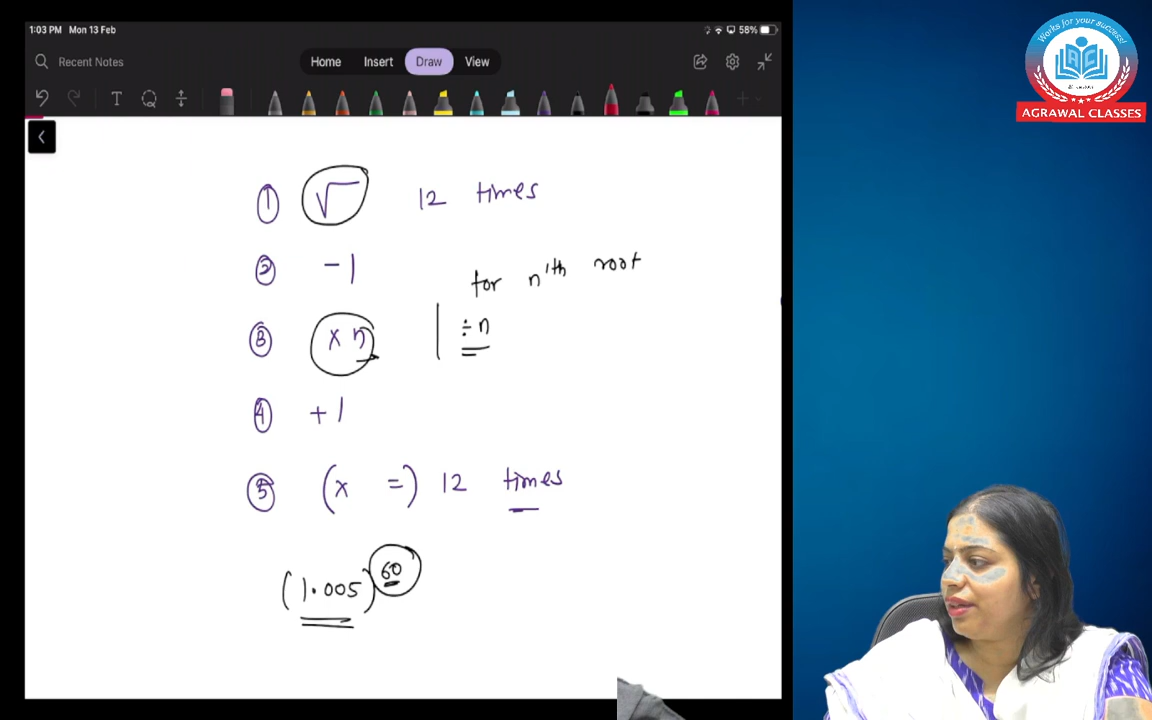 1:03 PM Mon 13 Feb
58%
Recent Notes
Home Insert Draw View
Works for your success!
AC
AGRAWAL CLASSES
① √ 12 times
② - 1
for n'th root
③ × n | ÷ n
④ + 1
⑤ (x =) 12 times
(1.005)^60